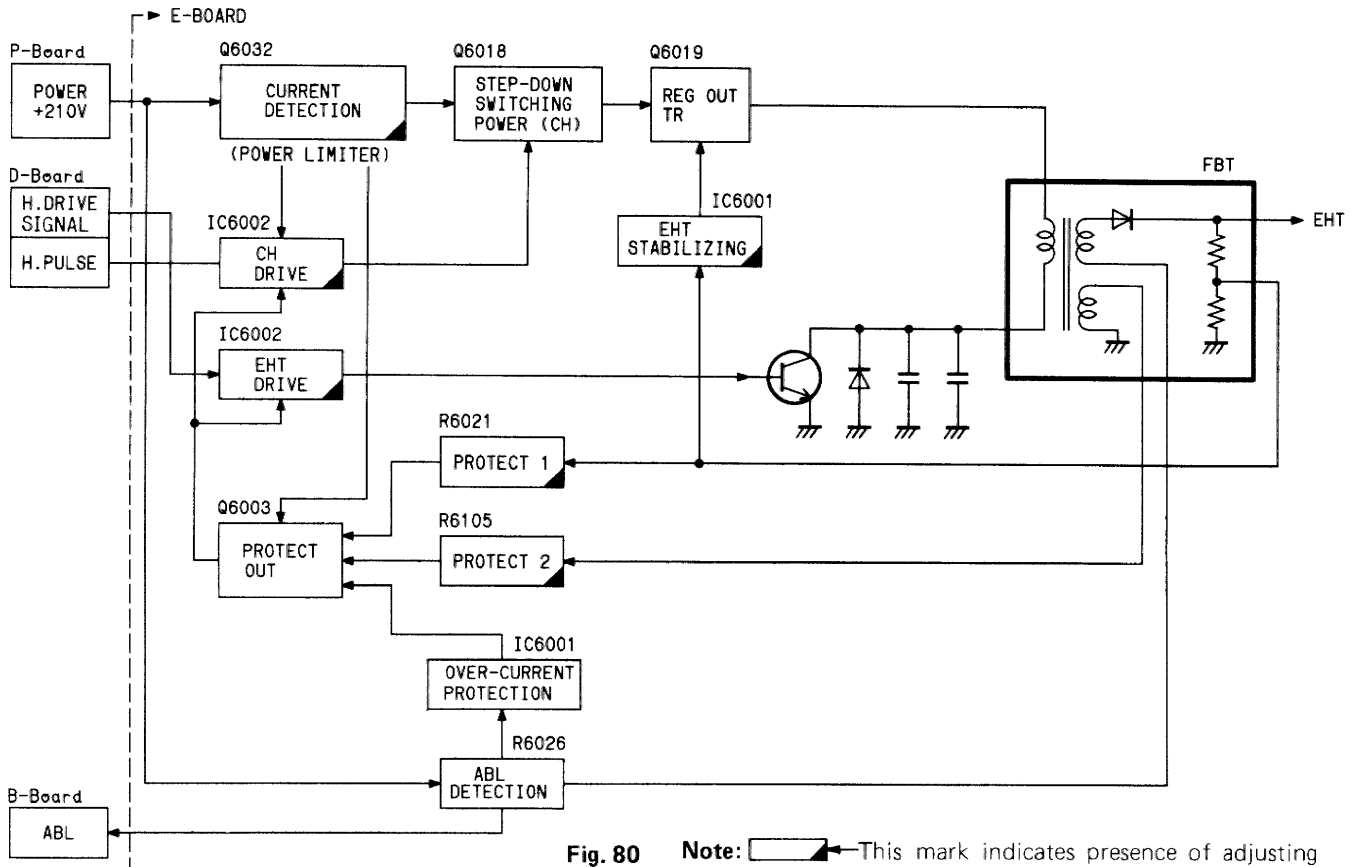 E-BOARD
P-Board
POWER
+210V
Q6032
CURRENT
DETECTION
(POWER LIMITER)
Q6018
STEP-DOWN
SWITCHING
POWER (CH)
Q6019
REG OUT
TR
FBT
EHT
D-Board
H.DRIVE
SIGNAL
H.PULSE
IC6002
CH
DRIVE
IC6001
EHT
STABILIZING
IC6002
EHT
DRIVE
R6021
PROTECT 1
Q6003
PROTECT
OUT
R6105
PROTECT 2
IC6001
OVER-CURRENT
PROTECTION
R6026
ABL
DETECTION
B-Board
ABL
Fig. 80 Note: This mark indicates presence of adjusting